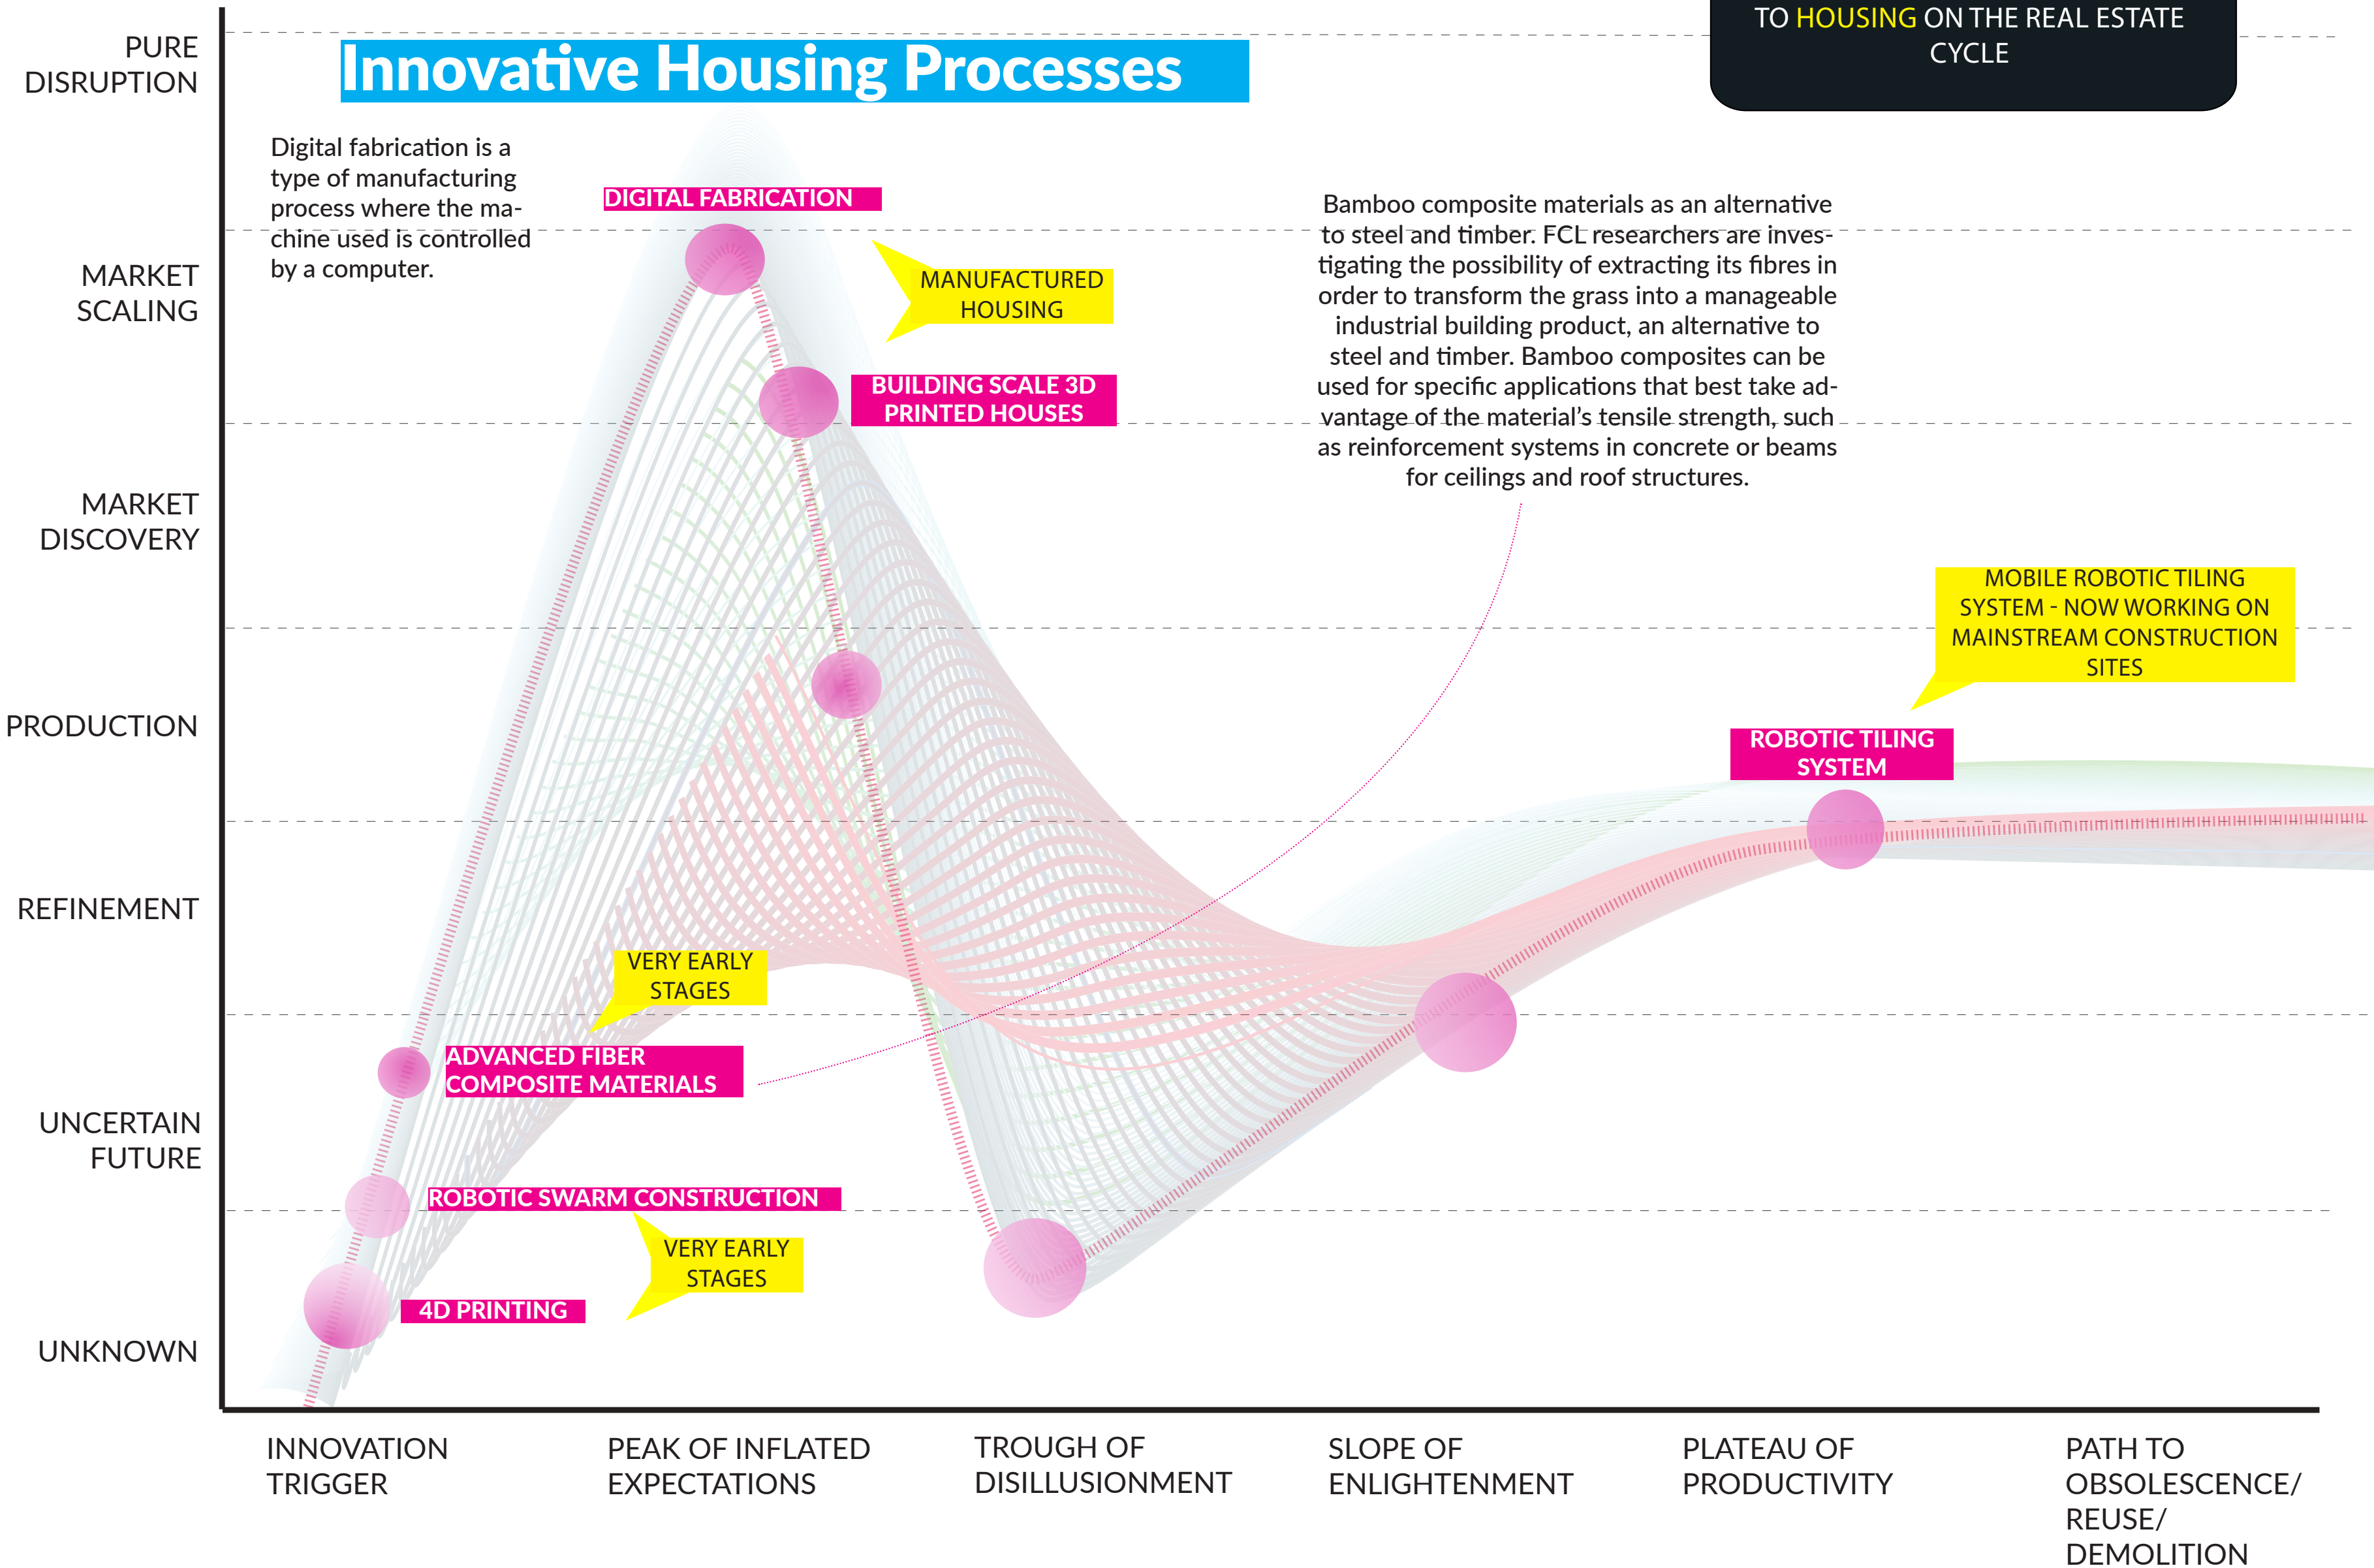 TO HOUSING ON THE REAL ESTATE
CYCLE
Innovative Housing Processes
PURE
DISRUPTION
MARKET
SCALING
MARKET
DISCOVERY
PRODUCTION
REFINEMENT
UNCERTAIN
FUTURE
UNKNOWN
Digital fabrication is a
type of manufacturing
process where the ma-
chine used is controlled
by a computer.
DIGITAL FABRICATION
MANUFACTURED
HOUSING
BUILDING SCALE 3D
PRINTED HOUSES
Bamboo composite materials as an alternative
to steel and timber. FCL researchers are inves-
tigating the possibility of extracting its fibres in
order to transform the grass into a manageable
industrial building product, an alternative to
steel and timber. Bamboo composites can be
used for specific applications that best take ad-
vantage of the material's tensile strength, such
as reinforcement systems in concrete or beams
for ceilings and roof structures.
MOBILE ROBOTIC TILING
SYSTEM - NOW WORKING ON
MAINSTREAM CONSTRUCTION
SITES
ROBOTIC TILING
SYSTEM
VERY EARLY
STAGES
ADVANCED FIBER
COMPOSITE MATERIALS
ROBOTIC SWARM CONSTRUCTION
VERY EARLY
STAGES
4D PRINTING
INNOVATION
TRIGGER
PEAK OF INFLATED
EXPECTATIONS
TROUGH OF
DISILLUSIONMENT
SLOPE OF
ENLIGHTENMENT
PLATEAU OF
PRODUCTIVITY
PATH TO
OBSOLESCENCE/
REUSE/
DEMOLITION